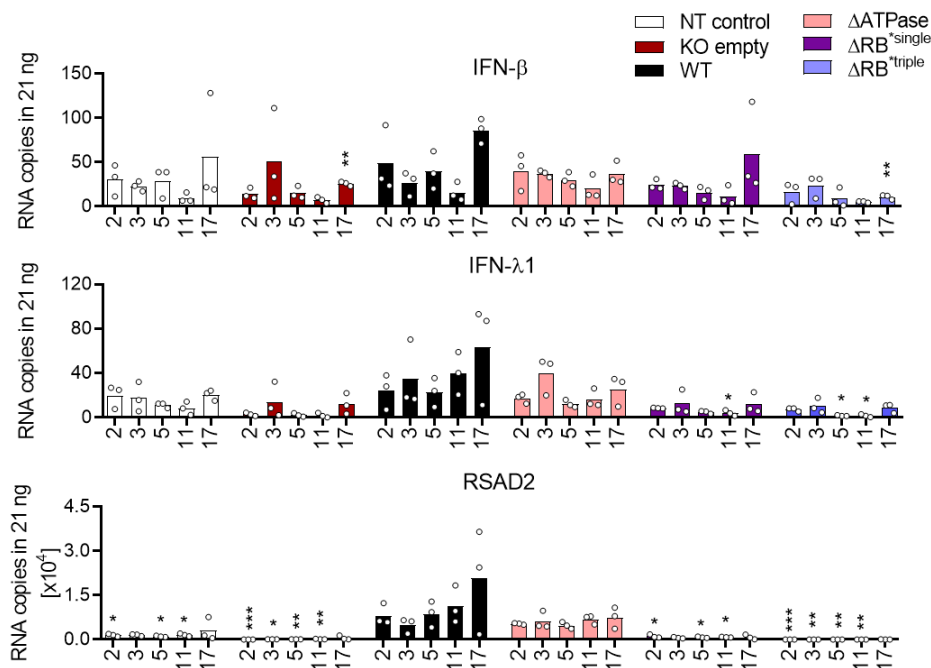 NT control
KO empty
WT
ΔATPase
ΔRB*single
ΔRB*triple
IFN-β
RNA copies in 21 ng
150
100
50
0
** **
2 3 5 11 17 2 3 5 11 17 2 3 5 11 17 2 3 5 11 17 2 3 5 11 17 2 3 5 11 17
IFN-λ1
RNA copies in 21 ng
120
80
40
0
* * *
2 3 5 11 17 2 3 5 11 17 2 3 5 11 17 2 3 5 11 17 2 3 5 11 17 2 3 5 11 17
RSAD2
RNA copies in 21 ng
[x10⁴]
4.5
3.0
1.5
0.0
* * * *** * ** ** * * * *** ** ** **
2 3 5 11 17 2 3 5 11 17 2 3 5 11 17 2 3 5 11 17 2 3 5 11 17 2 3 5 11 17